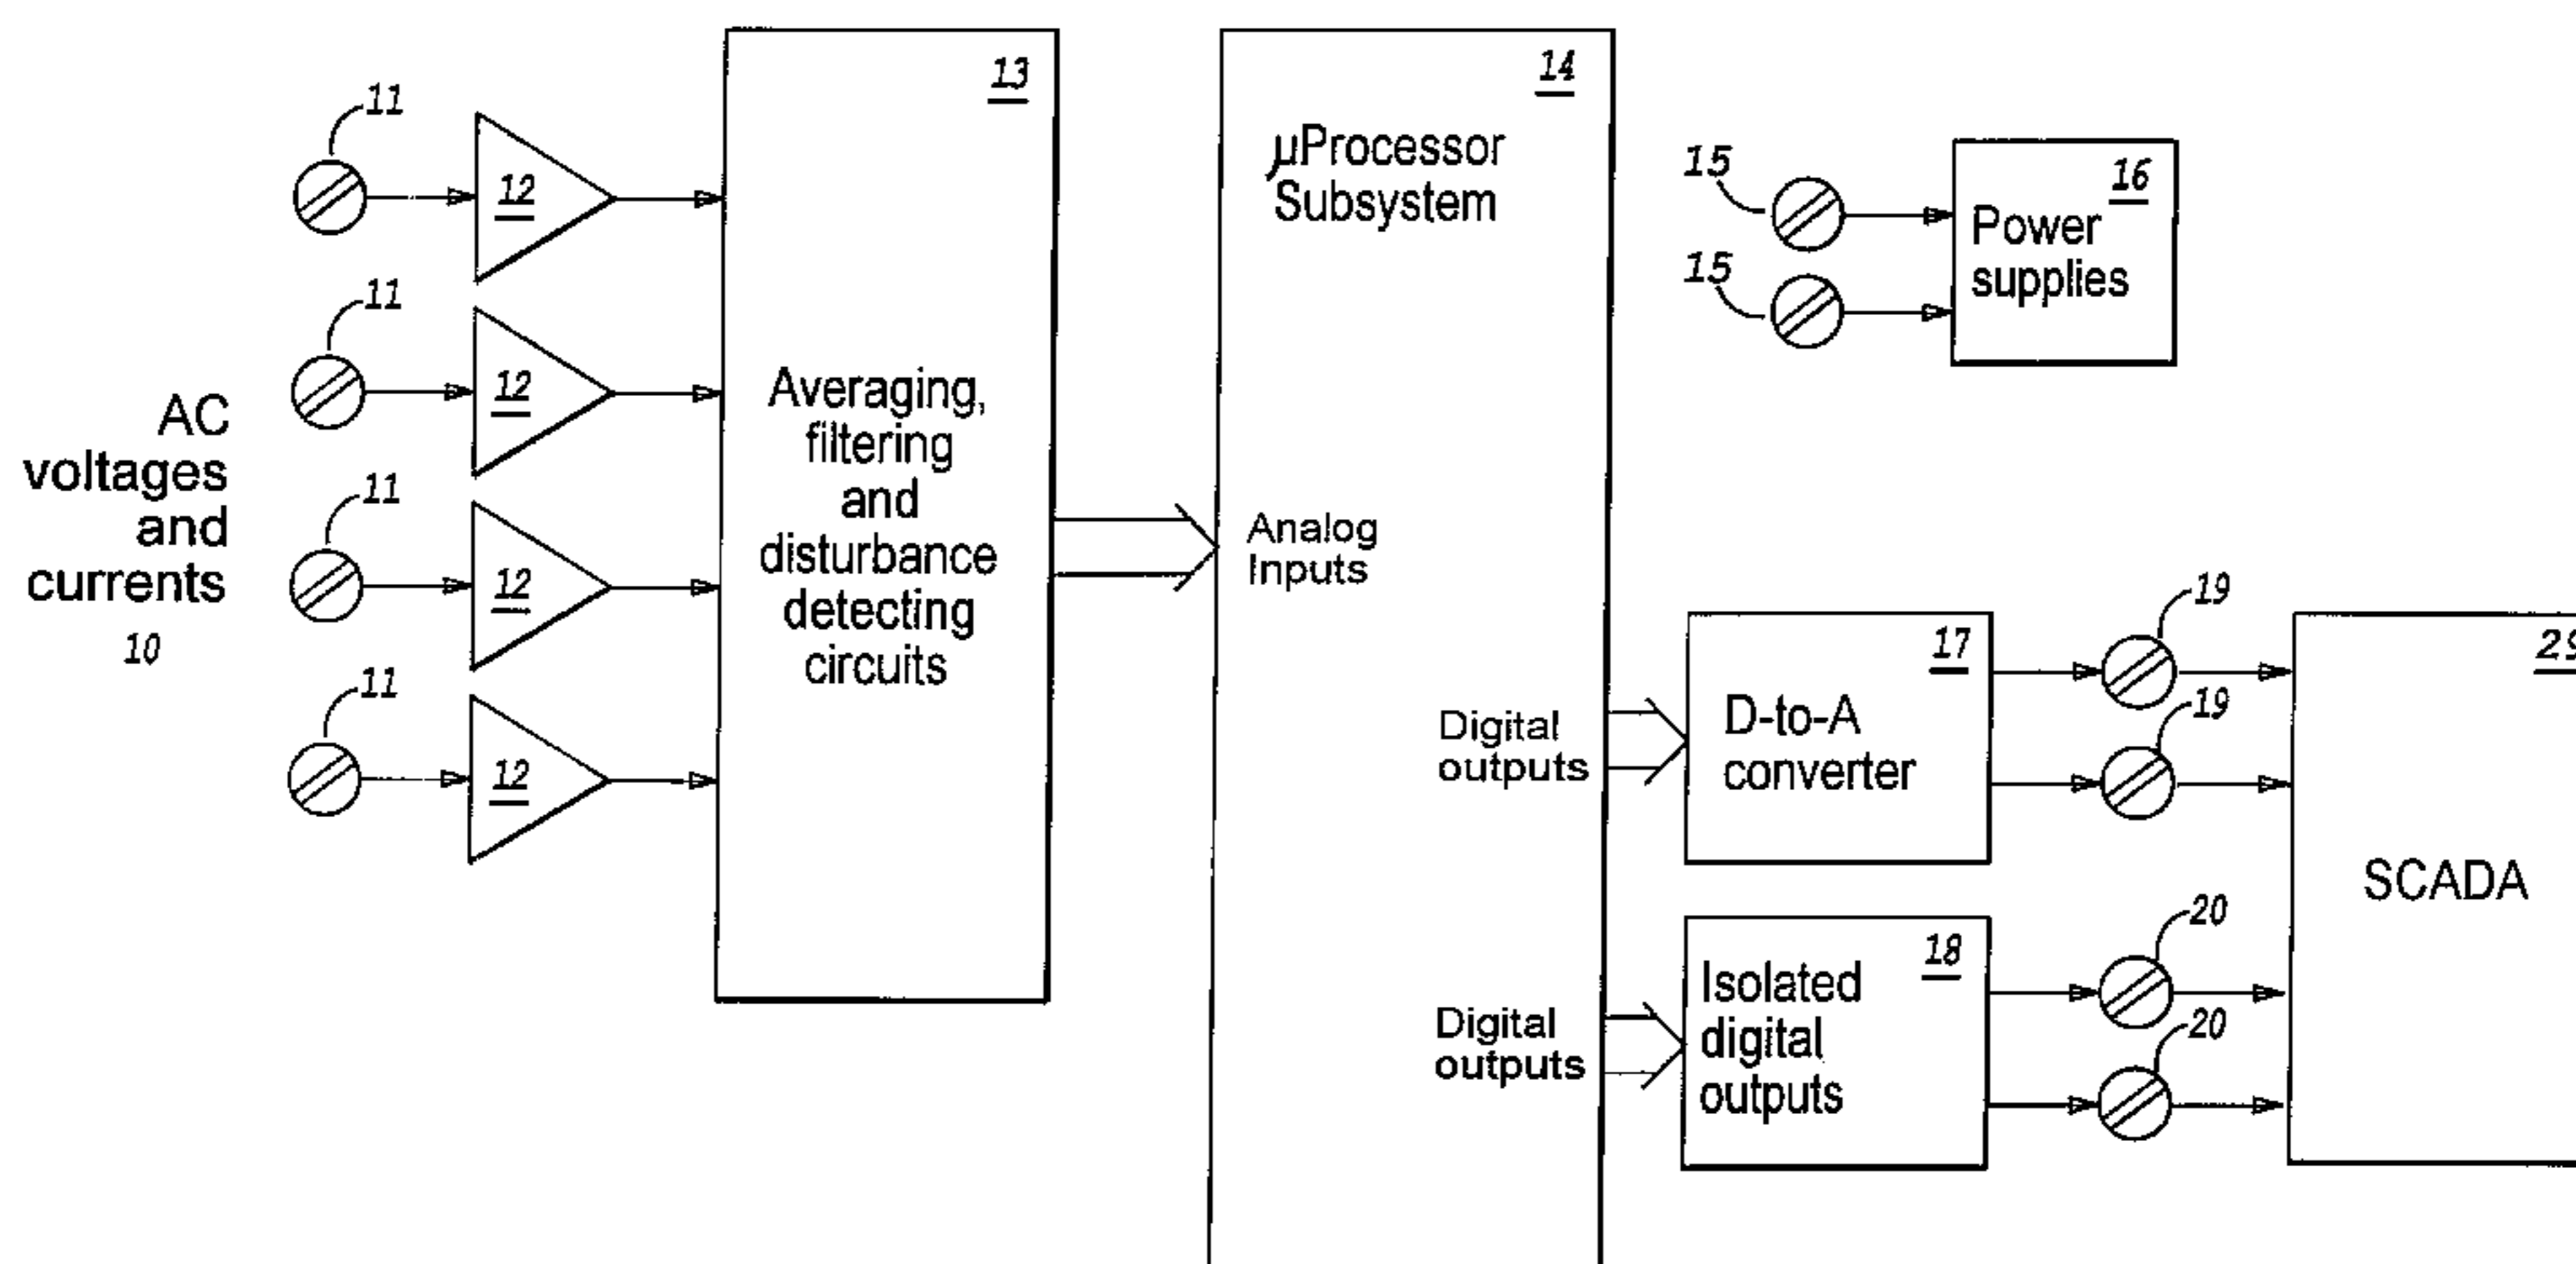 11
11
11
11
AC
voltages
and
currents
10
12
12
12
12
13
Averaging,
filtering
and
disturbance
detecting
circuits
14
µProcessor
Subsystem
Analog
Inputs
Digital
outputs
Digital
outputs
15
15
16
Power
supplies
17
D-to-A
converter
18
Isolated
digital
outputs
19
19
20
20
29
SCADA